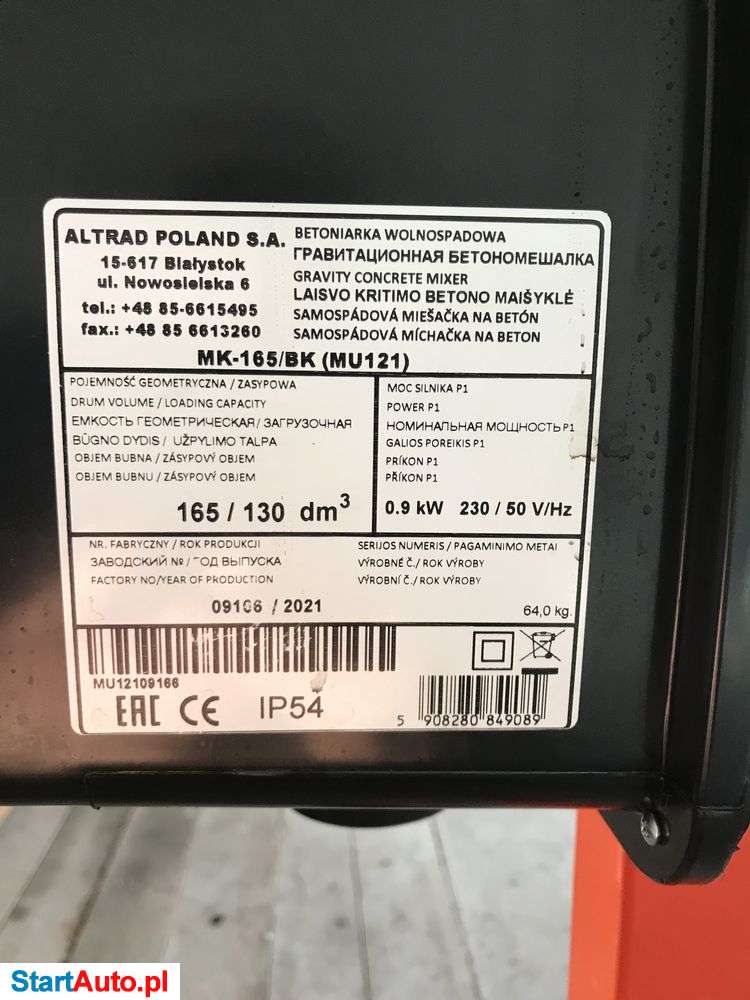 ALTRAD POLAND S.A.
15-617 Białystok
ul. Nowosielska 6
tel.: +48 85-6615495
fax.: +48 85 6613260
BETONIARKA WOLNOSPADOWA
ГРАВИТАЦИОННАЯ БЕТОНОМЕШАЛКА
GRAVITY CONCRETE MIXER
LAISVO KRITIMO BETONO MAIŠYKLĖ
SAMOSPÁDOVÁ MIEŠAČKA NA BETÓN
SAMOSPÁDOVÁ MÍCHAČKA NA BETON
MK-165/BK (MU121)
POJEMNOŚĆ GEOMETRYCZNA / ZASYPOWA
DRUM VOLUME / LOADING CAPACITY
ЕМКОСТЬ ГЕОМЕТРИЧЕСКАЯ / ЗАГРУЗОЧНАЯ
BŪGNO DYDIS / UŽPYLIMO TALPA
OBJEM BUBNA / ZÁSYPOVÝ OBJEM
OBJEM BUBNU / ZÁSYPOVÝ OBJEM
165 / 130 dm³
MOC SILNIKA P1
POWER P1
НОМИНАЛЬНАЯ МОЩНОСТЬ P1
GALIOS POREIKIS P1
PRÍKON P1
PŘÍKON P1
0.9 kW 230 / 50 V/Hz
NR. FABRYCZNY / ROK PRODUKCJI
ЗАВОДСКИЙ № / ГОД ВЫПУСКА
FACTORY NO/YEAR OF PRODUCTION
SERIJOS NUMERIS / PAGAMINIMO METAI
VÝROBNÉ Č./ ROK VÝROBY
VÝROBNÍ Č./ ROK VÝROBY
09166 / 2021
64,0 kg
MU12109166
EAC CE IP54
5 908280 849089
StartAuto.pl